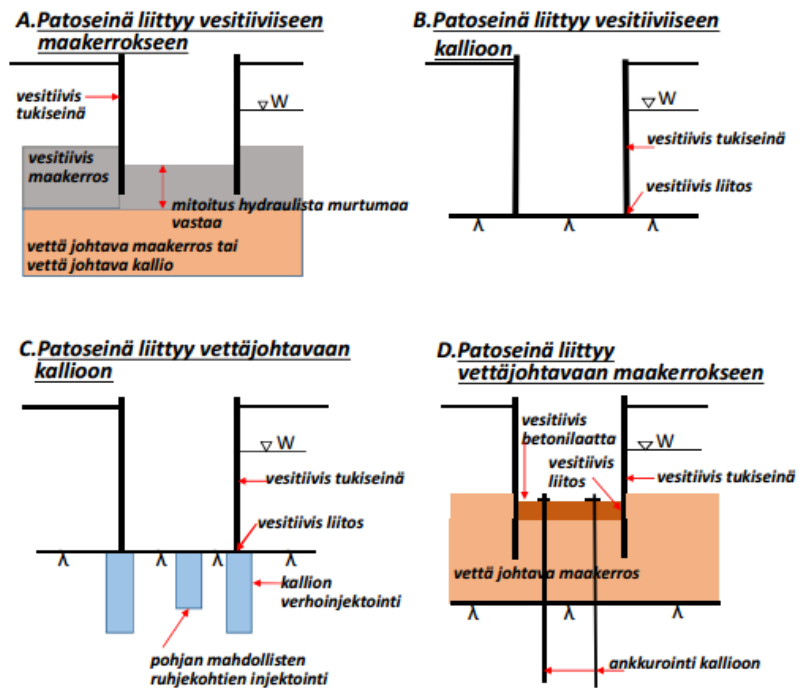 A.Patoseinä liittyy vesitiiviiseen
maakerrokseen
vesitiivis
tukiseinä
W
vesitiivis
maakerros
mitoitus hydraulista murtumaa
vastaa
vettä johtava maakerros tai
vettä johtava kallio
B.Patoseinä liittyy vesitiiviiseen
kallioon
W
vesitiivis tukiseinä
vesitiivis liitos
C.Patoseinä liittyy vettäjohtavaan
kallioon
W
vesitiivis tukiseinä
vesitiivis liitos
kallion
verhoinjektointi
pohjan mahdollisten
ruhjekohtien injektointi
D.Patoseinä liittyy
vettäjohtavaan maakerrokseen
vesitiivis
betonilaatta
W
vesitiivis
liitos
vesitiivis tukiseinä
vettä johtava maakerros
ankkurointi kallioon